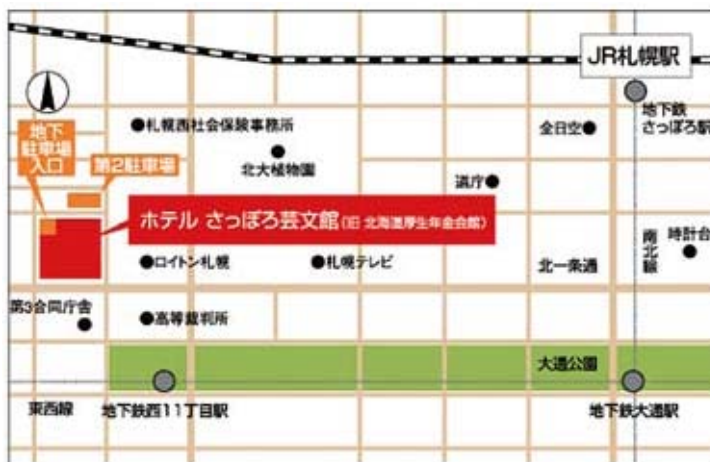 JR札幌駅
地下鉄
さっぽろ駅
地下
駐車場
入口
札幌西社会保険事務所
全日空
北大植物園
第2駐車場
道庁
ホテル さっぽろ芸文館(旧 北海道厚生年金会館)
南北線
時計台
ロイトン札幌
札幌テレビ
北一条通
第3合同庁舎
高等裁判所
大通公園
東西線
地下鉄西11丁目駅
地下鉄大通駅